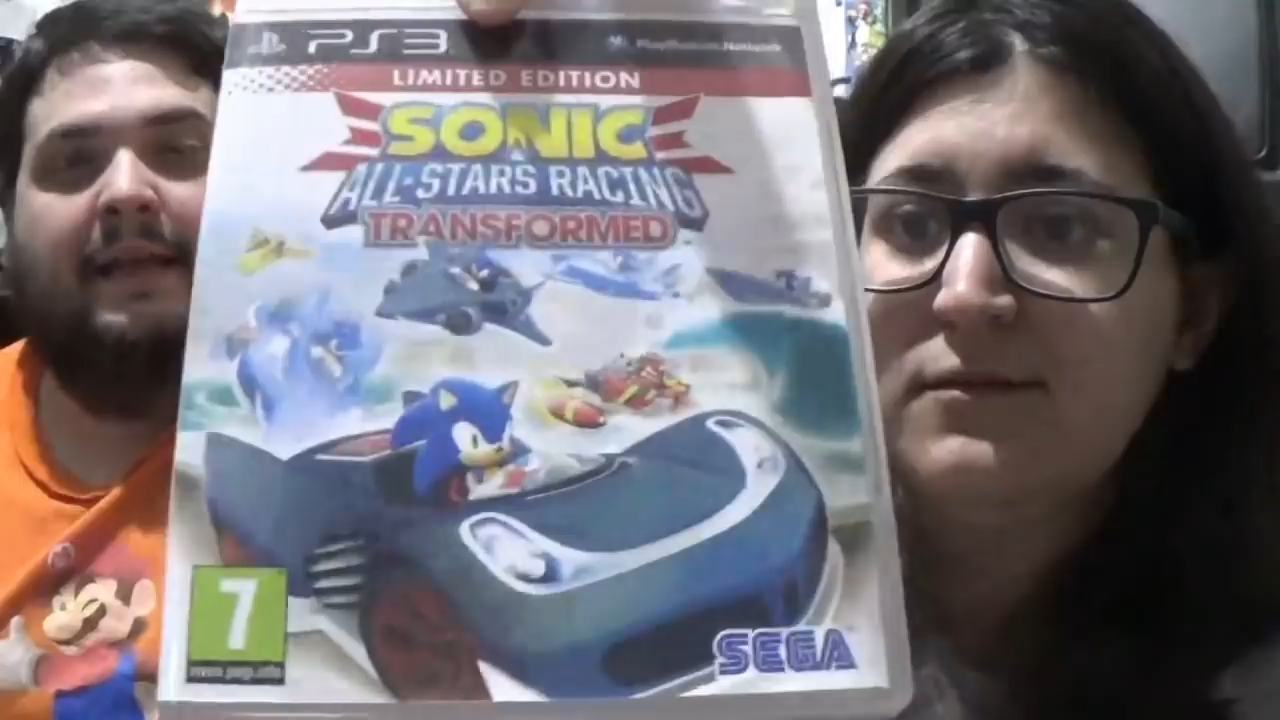 PS3
PlayStation Network
LIMITED EDITION
SONIC
ALL-STARS RACING
TRANSFORMED
7
www.pegi.info
SEGA